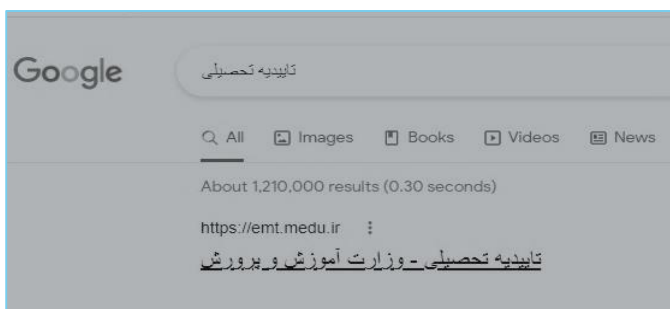 Google
تاییدیه تحصیلی
All Images Books Videos News
About 1,210,000 results (0.30 seconds)
https://emt.medu.ir
تاییدیه تحصیلی - وزارت آموزش و پرورش